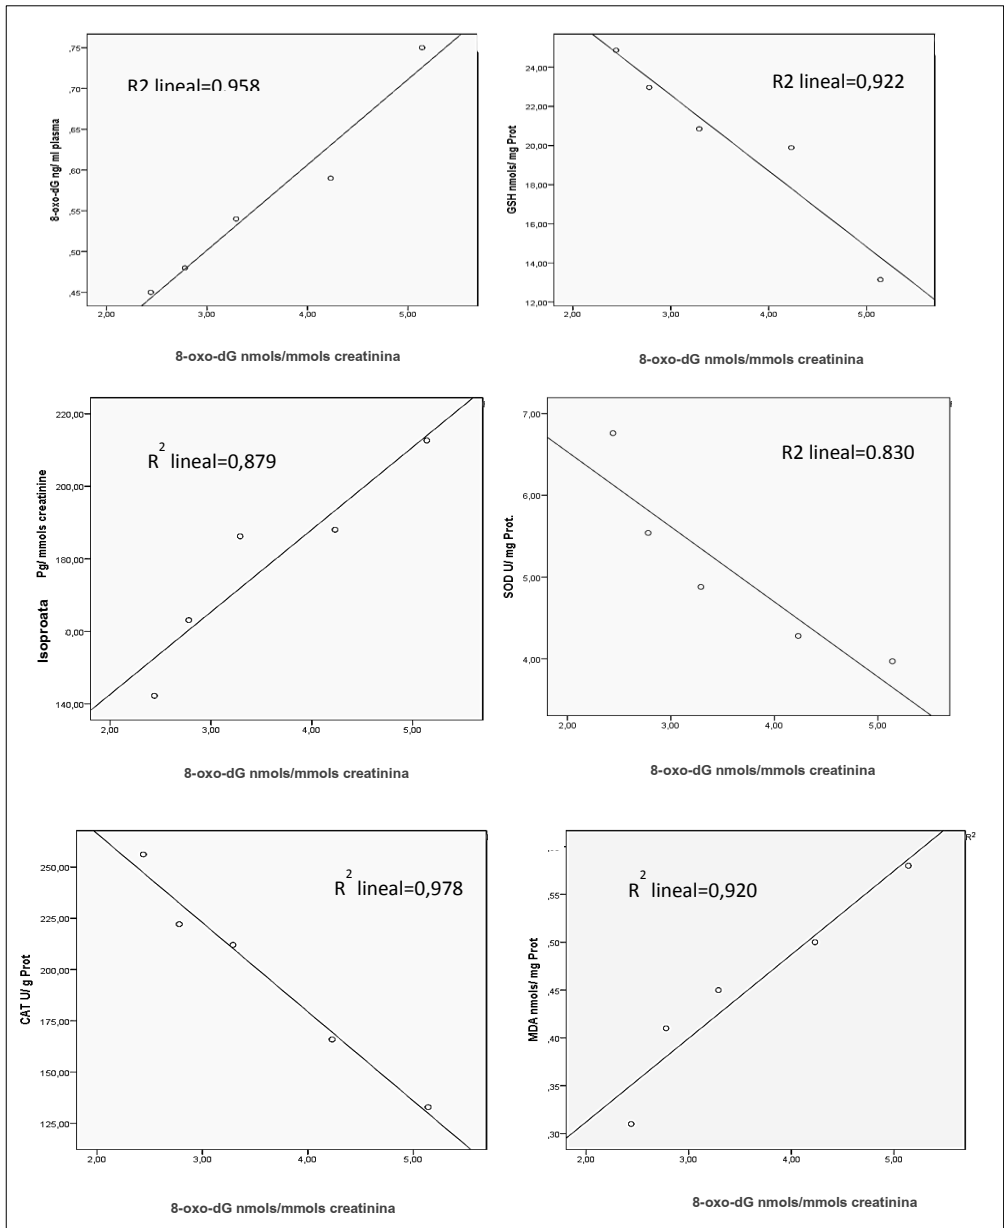 R2 lineal=0.958
8-oxo-dG ng/ ml plasma
,75
,70
,65
,60
,55
,50
,45
2,00 3,00 4,00 5,00
8-oxo-dG nmols/mmols creatinina
R2 lineal=0,922
GSH nmols/ mg Prot
24,00
22,00
20,00
18,00
16,00
14,00
12,00
2,00 3,00 4,00 5,00
8-oxo-dG nmols/mmols creatinina
R2 lineal=0,879
Isoproata Pg/ mmols creatinine
220,00
200,00
180,00
0,00
140,00
2,00 3,00 4,00 5,00
8-oxo-dG nmols/mmols creatinina
R2 lineal=0.830
SOD U/ mg Prot.
7,00
6,00
5,00
4,00
2,00 3,00 4,00 5,00
8-oxo-dG nmols/mmols creatinina
R2 lineal=0,978
CAT U/ g Prot
250,00
225,00
200,00
175,00
150,00
125,00
2,00 3,00 4,00 5,00
8-oxo-dG nmols/mmols creatinina
R2
R2 lineal=0,920
MDA nmols/ mg Prot
,55
,50
,45
,40
,35
,30
2,00 3,00 4,00 5,00
8-oxo-dG nmols/mmols creatinina